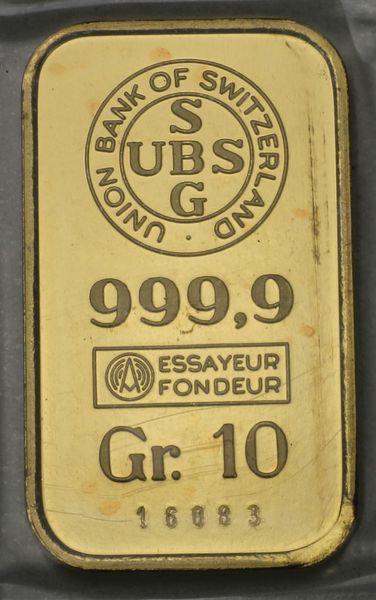 UNION BANK OF SWITZERLAND
S
UBS
B
G
999,9
ESSAYEUR
FONDEUR
Gr. 10
16083